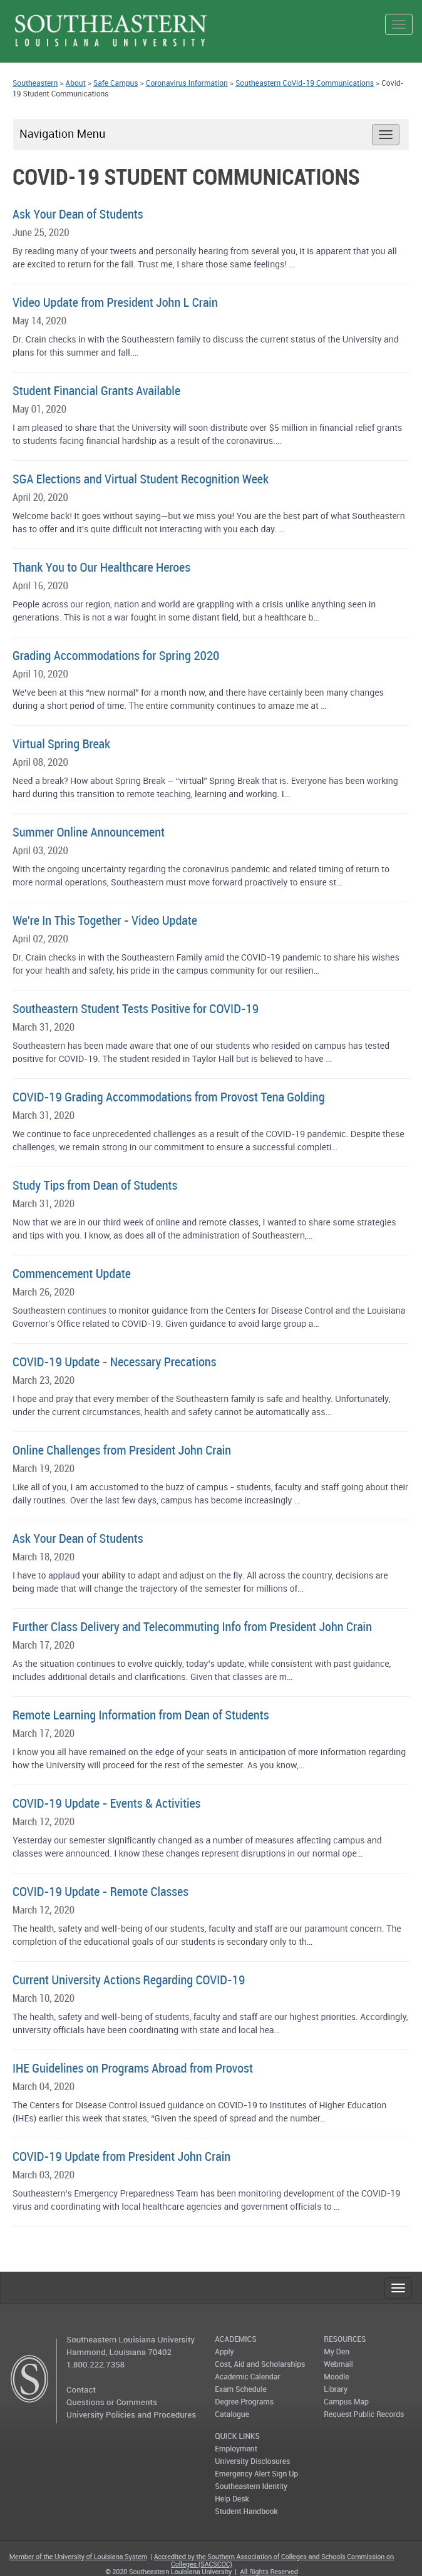 SOUTHEASTERN
LOUISIANA UNIVERSITY
Southeastern > About > Safe Campus > Coronavirus Information > Southeastern CoVid-19 Communications > Covid-
19 Student Communications
Navigation Menu
COVID-19 STUDENT COMMUNICATIONS
Ask Your Dean of Students
June 25, 2020
By reading many of your tweets and personally hearing from several you, it is apparent that you all
are excited to return for the fall. Trust me, I share those same feelings! ...
Video Update from President John L Crain
May 14, 2020
Dr. Crain checks in with the Southeastern family to discuss the current status of the University and
plans for this summer and fall....
Student Financial Grants Available
May 01, 2020
I am pleased to share that the University will soon distribute over $5 million in financial relief grants
to students facing financial hardship as a result of the coronavirus....
SGA Elections and Virtual Student Recognition Week
April 20, 2020
Welcome back! It goes without saying—but we miss you! You are the best part of what Southeastern
has to offer and it's quite difficult not interacting with you each day. ...
Thank You to Our Healthcare Heroes
April 16, 2020
People across our region, nation and world are grappling with a crisis unlike anything seen in
generations. This is not a war fought in some distant field, but a healthcare b...
Grading Accommodations for Spring 2020
April 10, 2020
We've been at this “new normal” for a month now, and there have certainly been many changes
during a short period of time. The entire community continues to amaze me at ...
Virtual Spring Break
April 08, 2020
Need a break? How about Spring Break – “virtual” Spring Break that is. Everyone has been working
hard during this transition to remote teaching, learning and working. I...
Summer Online Announcement
April 03, 2020
With the ongoing uncertainty regarding the coronavirus pandemic and related timing of return to
more normal operations, Southeastern must move forward proactively to ensure st...
We're In This Together - Video Update
April 02, 2020
Dr. Crain checks in with the Southeastern Family amid the COVID-19 pandemic to share his wishes
for your health and safety, his pride in the campus community for our resilien...
Southeastern Student Tests Positive for COVID-19
March 31, 2020
Southeastern has been made aware that one of our students who resided on campus has tested
positive for COVID-19. The student resided in Taylor Hall but is believed to have ...
COVID-19 Grading Accommodations from Provost Tena Golding
March 31, 2020
We continue to face unprecedented challenges as a result of the COVID-19 pandemic. Despite these
challenges, we remain strong in our commitment to ensure a successful completi...
Study Tips from Dean of Students
March 31, 2020
Now that we are in our third week of online and remote classes, I wanted to share some strategies
and tips with you. I know, as does all of the administration of Southeastern,...
Commencement Update
March 26, 2020
Southeastern continues to monitor guidance from the Centers for Disease Control and the Louisiana
Governor's Office related to COVID-19. Given guidance to avoid large group a...
COVID-19 Update - Necessary Precations
March 23, 2020
I hope and pray that every member of the Southeastern family is safe and healthy. Unfortunately,
under the current circumstances, health and safety cannot be automatically ass...
Online Challenges from President John Crain
March 19, 2020
Like all of you, I am accustomed to the buzz of campus - students, faculty and staff going about their
daily routines. Over the last few days, campus has become increasingly ...
Ask Your Dean of Students
March 18, 2020
I have to applaud your ability to adapt and adjust on the fly. All across the country, decisions are
being made that will change the trajectory of the semester for millions of...
Further Class Delivery and Telecommuting Info from President John Crain
March 17, 2020
As the situation continues to evolve quickly, today's update, while consistent with past guidance,
includes additional details and clarifications. Given that classes are m...
Remote Learning Information from Dean of Students
March 17, 2020
I know you all have remained on the edge of your seats in anticipation of more information regarding
how the University will proceed for the rest of the semester. As you know,...
COVID-19 Update - Events & Activities
March 12, 2020
Yesterday our semester significantly changed as a number of measures affecting campus and
classes were announced. I know these changes represent disruptions in our normal ope...
COVID-19 Update - Remote Classes
March 12, 2020
The health, safety and well-being of our students, faculty and staff are our paramount concern. The
completion of the educational goals of our students is secondary only to th...
Current University Actions Regarding COVID-19
March 10, 2020
The health, safety and well-being of students, faculty and staff are our highest priorities. Accordingly,
university officials have been coordinating with state and local hea...
IHE Guidelines on Programs Abroad from Provost
March 04, 2020
The Centers for Disease Control issued guidance on COVID-19 to Institutes of Higher Education
(IHEs) earlier this week that states, “Given the speed of spread and the number...
COVID-19 Update from President John Crain
March 03, 2020
Southeastern's Emergency Preparedness Team has been monitoring development of the COVID-19
virus and coordinating with local healthcare agencies and government officials to ...
S
Southeastern Louisiana University
Hammond, Louisiana 70402
1.800.222.7358
Contact
Questions or Comments
University Policies and Procedures
ACADEMICS
Apply
Cost, Aid and Scholarships
Academic Calendar
Exam Schedule
Degree Programs
Catalogue
RESOURCES
My Den
Webmail
Moodle
Library
Campus Map
Request Public Records
QUICK LINKS
Employment
University Disclosures
Emergency Alert Sign Up
Southeastern Identity
Help Desk
Student Handbook
Member of the University of Louisiana System | Accredited by the Southern Association of Colleges and Schools Commission on
Colleges (SACSCOC)
© 2020 Southeastern Louisiana University | All Rights Reserved